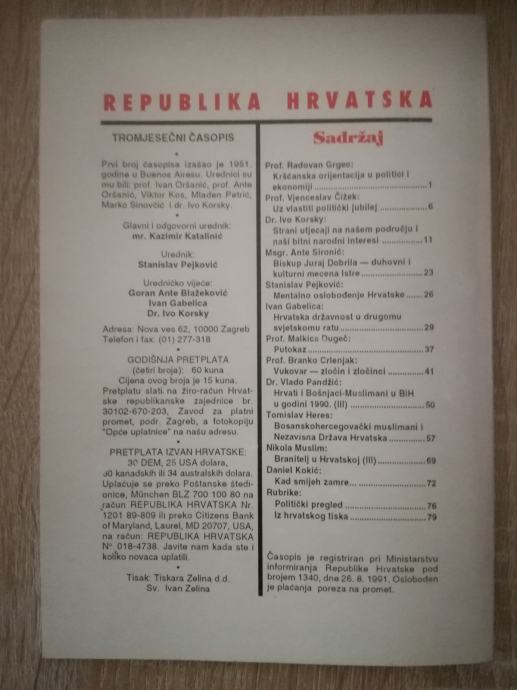 REPUBLIKA HRVATSKA
TROMJESEČNI ČASOPIS
•
Prvi broj časopisa izašao je 1951.
godine u Buenos Airesu. Urednici su
mu bili: prof. Ivan Oršanić, prof. Ante
Oršanić, Viktor Kos, Mladen Petrić,
Marko Sinovčić i dr. Ivo Korsky.
•
Glavni i odgovorni urednik:
mr. Kazimir Katalinić
•
Urednik:
Stanislav Pejković
•
Uredničko vijeće:
Goran Ante Blažeković
Ivan Gabelica
Dr. Ivo Korsky
•
Adresa: Nova ves 62, 10000 Zagreb
Telefon i fax: (01) 277-318
•
GODIŠNJA PRETPLATA
(četiri broja): 60 kuna
Cijena ovog broja je 15 kuna.
Pretplatu slati na žiro-račun Hrvat-
ske republikanske zajednice br.
30102-670-203, Zavod za platni
promet, podr. Zagreb, a fotokopiju
"Opće uplatnice" na našu adresu.
•
PRETPLATA IZVAN HRVATSKE:
30 DEM, 25 USA dolara,
30 kanadskih ili 34 australskih dolara.
Uplaćuje se preko Poštanske štedi-
onice, München BLZ 700 100 80 na
račun REPUBLIKA HRVATSKA Nr.
1201 89-809 ili preko Citizens Bank
of Maryland, Laurel, MD 20707, USA,
na račun: REPUBLIKA HRVATSKA
Nº 018-4738. Javite nam kada ste i
koliko novaca uplatili.
•
Tisak: Tiskara Zelina d.d.
Sv. Ivan Zelina
Sadržaj
Prof. Radovan Grgec:
Kršćanska orijentacija u politici i
ekonomiji ..... 1
Prof. Vjenceslav Čižek:
Uz vlastiti politički jubilej ..... 6
Dr. Ivo Korsky:
Strani utjecaji na našem području i
naši bitni narodni interesi ..... 11
Msgr. Ante Sironić:
Biskup Juraj Dobrila – duhovni i
kulturni mecena Istre ..... 23
Stanislav Pejković:
Mentalno oslobođenje Hrvatske ..... 26
Ivan Gabelica:
Hrvatska državnost u drugomu
svjetskomu ratu ..... 29
Prof. Malkica Dugeč:
Putokaz ..... 37
Prof. Branko Crlenjak:
Vukovar – zločin i zločinci ..... 41
Dr. Vlado Pandžić:
Hrvati i Bošnjaci-Muslimani u BiH
u godini 1990. (III) ..... 50
Tomislav Heres:
Bosanskohercegovački muslimani i
Nezavisna Država Hrvatska ..... 57
Nikola Muslim:
Branitelj u Hrvatskoj (III) ..... 69
Daniel Kokić:
Kad smijeh zamre ..... 72
Rubrike:
Politički pregled ..... 76
Iz hrvatskog tiska ..... 79
Časopis je registriran pri Ministarstvu
informiranja Republike Hrvatske pod
brojem 1340, dne 26. 8. 1991. Oslobođen
je plaćanja poreza na promet.